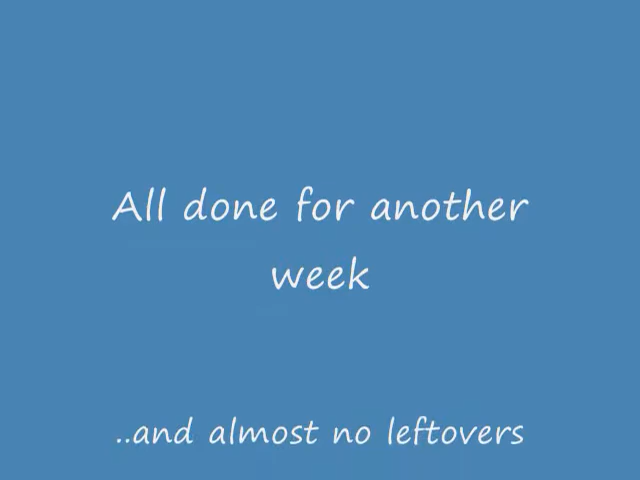 All done for another
week
..and almost no leftovers